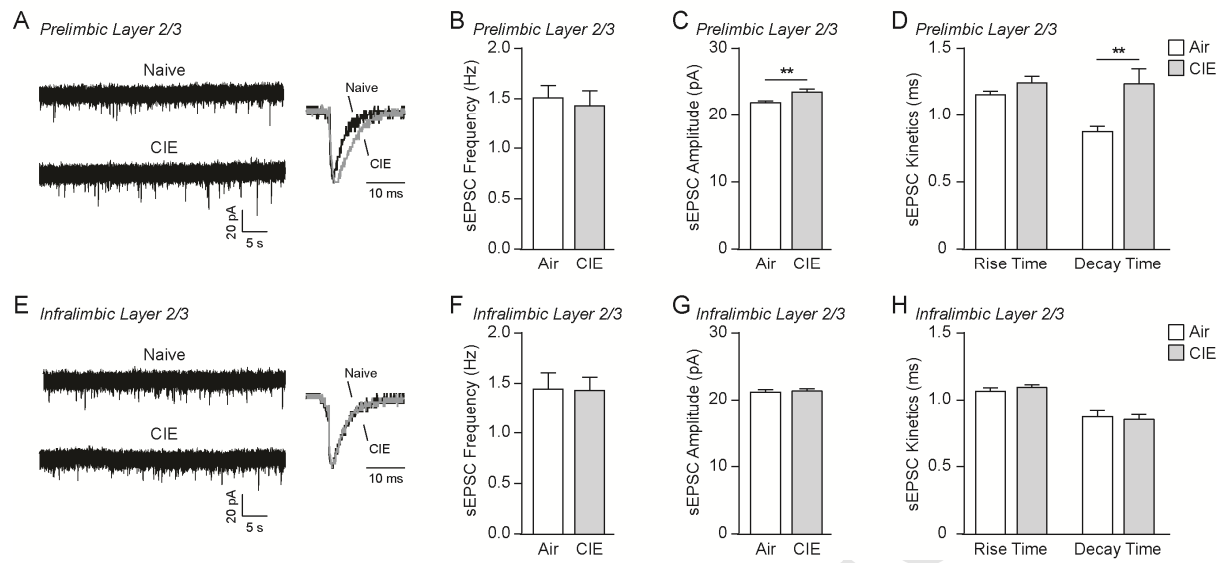 A Prelimbic Layer 2/3
Naive
CIE
20 pA
5 s
Naive
CIE
10 ms
B Prelimbic Layer 2/3
sEPSC Frequency (Hz)
2.0
1.5
1.0
0.5
0.0
Air CIE
C Prelimbic Layer 2/3
sEPSC Amplitude (pA)
30
20
10
0
**
Air CIE
D Prelimbic Layer 2/3
sEPSC Kinetics (ms)
1.5
1.0
0.5
0
**
Rise Time Decay Time
Air
CIE
E Infralimbic Layer 2/3
Naive
CIE
20 pA
5 s
Naive
CIE
10 ms
F Infralimbic Layer 2/3
sEPSC Frequency (Hz)
2.0
1.5
1.0
0.5
0.0
Air CIE
G Infralimbic Layer 2/3
sEPSC Amplitude (pA)
30
20
10
0
Air CIE
H Infralimbic Layer 2/3
sEPSC Kinetics (ms)
1.5
1.0
0.5
0
Rise Time Decay Time
Air
CIE